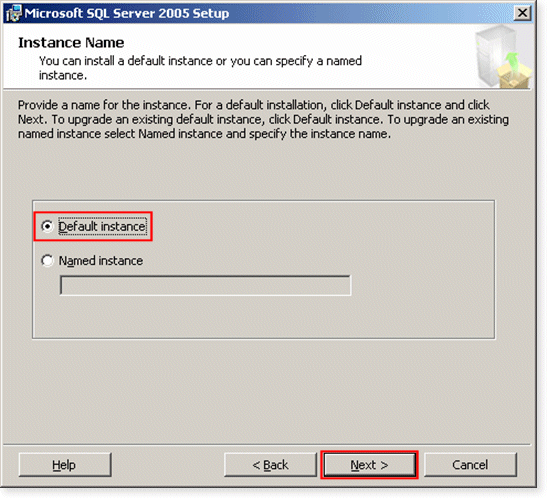 Microsoft SQL Server 2005 Setup
Instance Name
You can install a default instance or you can specify a named
instance.
Provide a name for the instance. For a default installation, click Default instance and click
Next. To upgrade an existing default instance, click Default instance. To upgrade an existing
named instance select Named instance and specify the instance name.
Default instance
Named instance
Help
< Back
Next >
Cancel